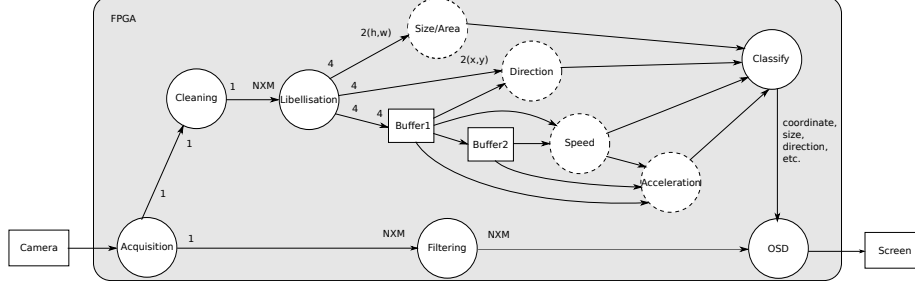 FPGA
Size/Area
2(h,w)
4
2(x,y)
Direction
Classify
Cleaning
1
NXM
Libellisation
4
4
4
Buffer1
Buffer2
Speed
Acceleration
coordinate,
size,
direction,
etc.
1
1
Camera
Acquisition
1
NXM
Filtering
NXM
OSD
Screen